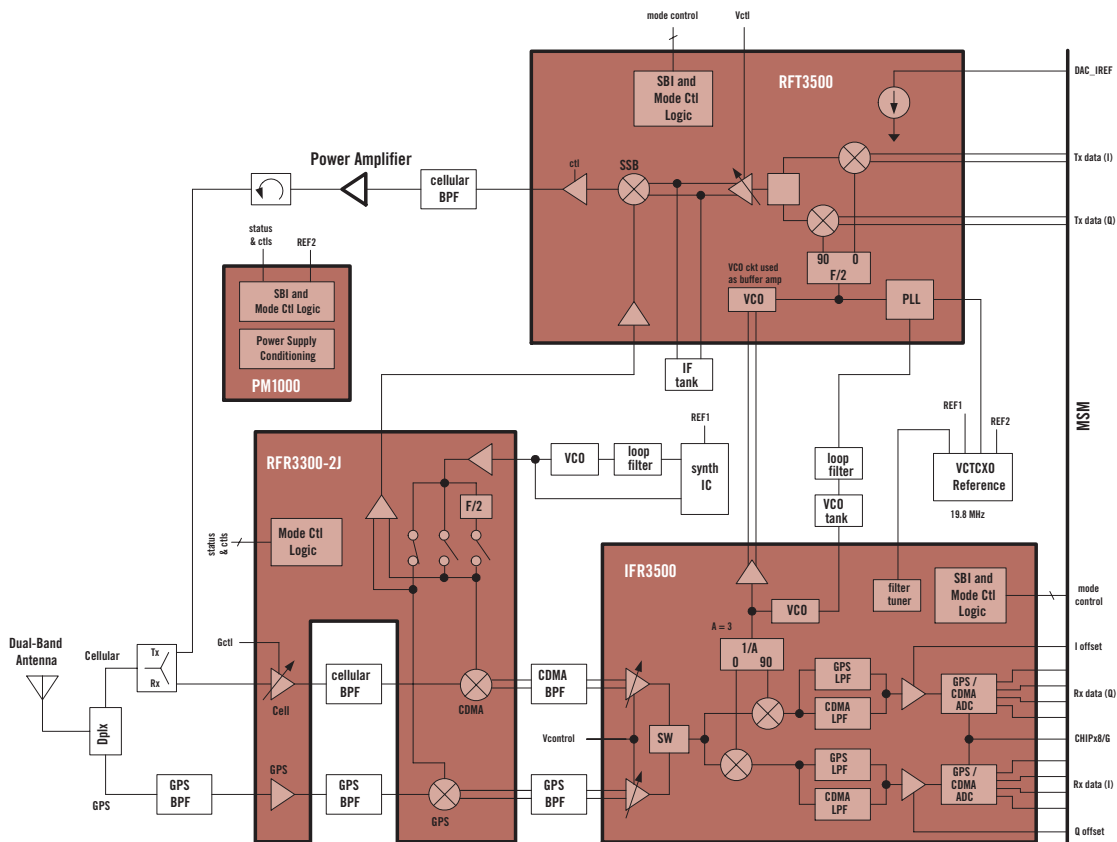 mode control
Vctl
RFT3500
SBI and
Mode Ctl
Logic
DAC_IREF
Power Amplifier
cellular
BPF
ctl
SSB
Tx data (I)
Tx data (Q)
90 0
F/2
VCO ckt used
as buffer amp
VCO
PLL
status
& ctls
REF2
SBI and
Mode Ctl Logic
Power Supply
Conditioning
PM1000
IF
tank
MSM
REF1
REF2
VCTCXO
Reference
19.8 MHz
loop
filter
VCO
tank
RFR3300-2J
VCO
loop
filter
REF1
synth
IC
F/2
Mode Ctl
Logic
status
& ctls
IFR3500
filter
tuner
SBI and
Mode Ctl
Logic
mode
control
VCO
A = 3
1/A
0 90
Dual-Band
Antenna
Cellular
Tx
Rx
Gctl
Cell
cellular
BPF
CDMA
CDMA
BPF
I offset
GPS
LPF
CDMA
LPF
GPS /
CDMA
ADC
Rx data (Q)
Dplx
Vcontrol
SW
CHIPx8/G
GPS
GPS
BPF
GPS
GPS
BPF
GPS
GPS
BPF
GPS
LPF
CDMA
LPF
GPS /
CDMA
ADC
Rx data (I)
Q offset